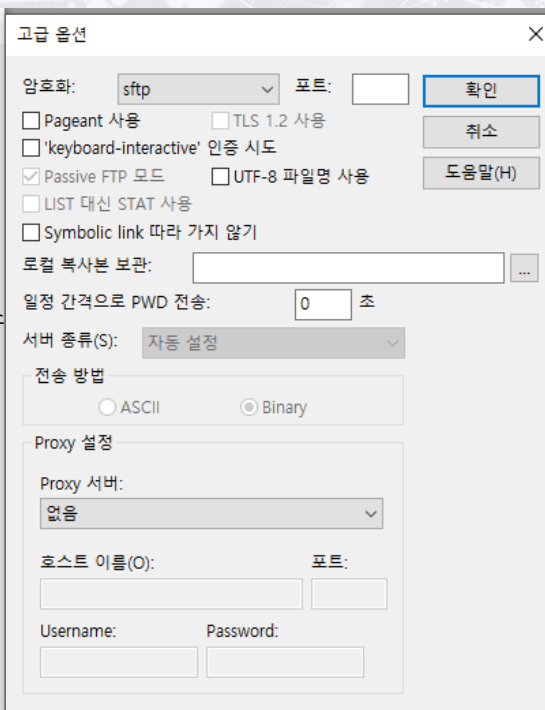 고급 옵션
암호화: sftp 포트: 확인
Pageant 사용 TLS 1.2 사용 취소
'keyboard-interactive' 인증 시도
Passive FTP 모드 UTF-8 파일명 사용 도움말(H)
LIST 대신 STAT 사용
Symbolic link 따라 가지 않기
로컬 복사본 보관: ...
일정 간격으로 PWD 전송: 0 초
서버 종류(S): 자동 설정
전송 방법
ASCII Binary
Proxy 설정
Proxy 서버:
없음
호스트 이름(O): 포트:
Username: Password: